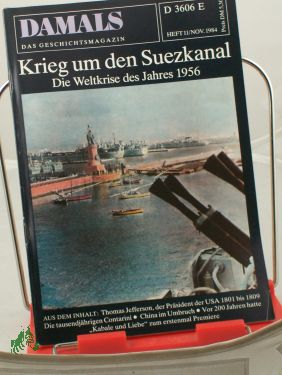 DAMALS
DAS GESCHICHTSMAGAZIN
D 3606 E
HEFT 11/NOV. 1984
Krieg um den Suezkanal
Die Weltkrise des Jahres 1956
AUS DEM INHALT: Thomas Jefferson, der Präsident der USA 1801 bis 1809
Die tausendjährigen Contarini • China im Umbruch • Vor 200 Jahren hatte
„Kabale und Liebe“ zum erstenmal Premiere